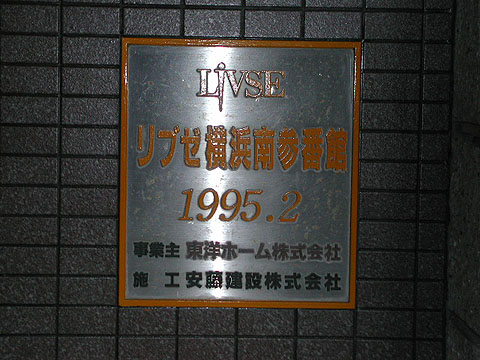 LiVSE
リブゼ横浜南参番館
1995.2
事業主 東洋ホーム株式会社
施 工 安藤建設株式会社